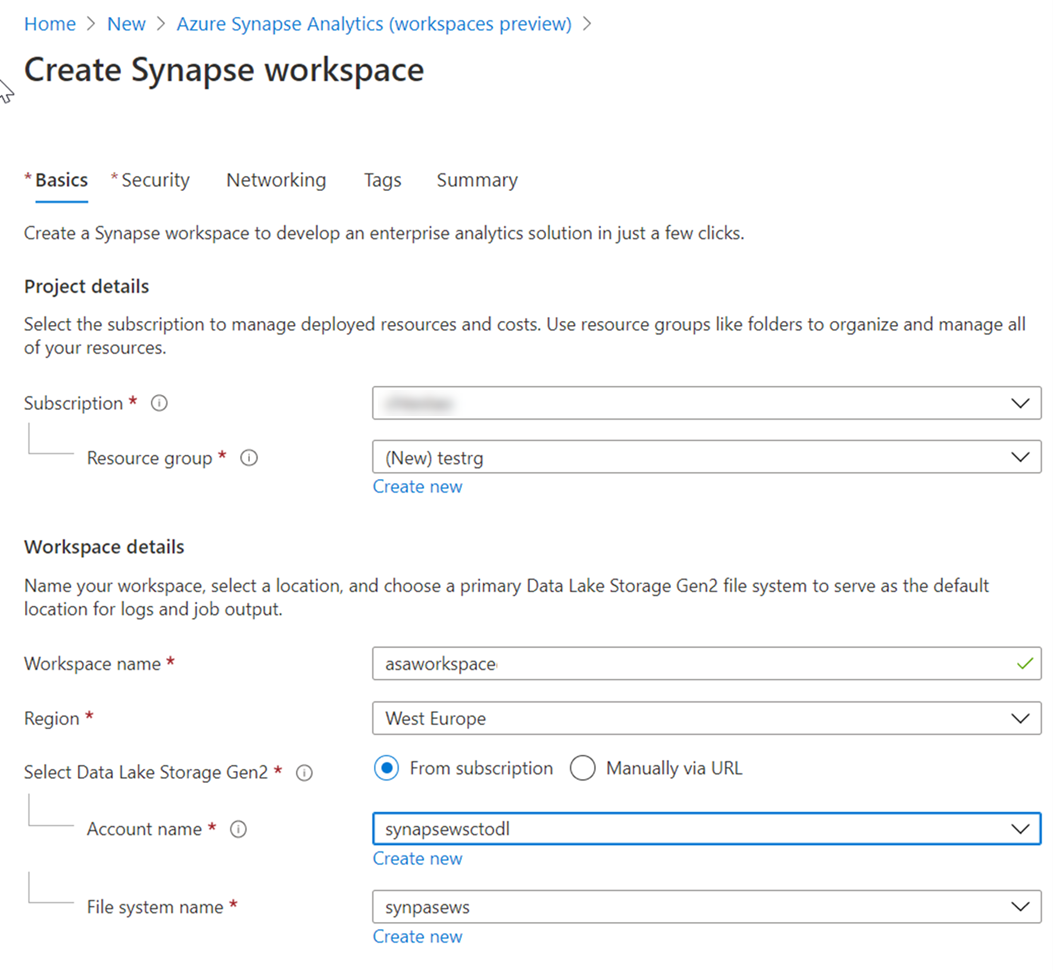 Home > New > Azure Synapse Analytics (workspaces preview) >
Create Synapse workspace
* Basics * Security Networking Tags Summary
Create a Synapse workspace to develop an enterprise analytics solution in just a few clicks.
Project details
Select the subscription to manage deployed resources and costs. Use resource groups like folders to organize and manage all
of your resources.
Subscription *
Resource group * (New) testrg
Create new
Workspace details
Name your workspace, select a location, and choose a primary Data Lake Storage Gen2 file system to serve as the default
location for logs and job output.
Workspace name * asaworkspace
Region * West Europe
Select Data Lake Storage Gen2 * From subscription Manually via URL
Account name * synapsewsctodl
Create new
File system name * synpasews
Create new